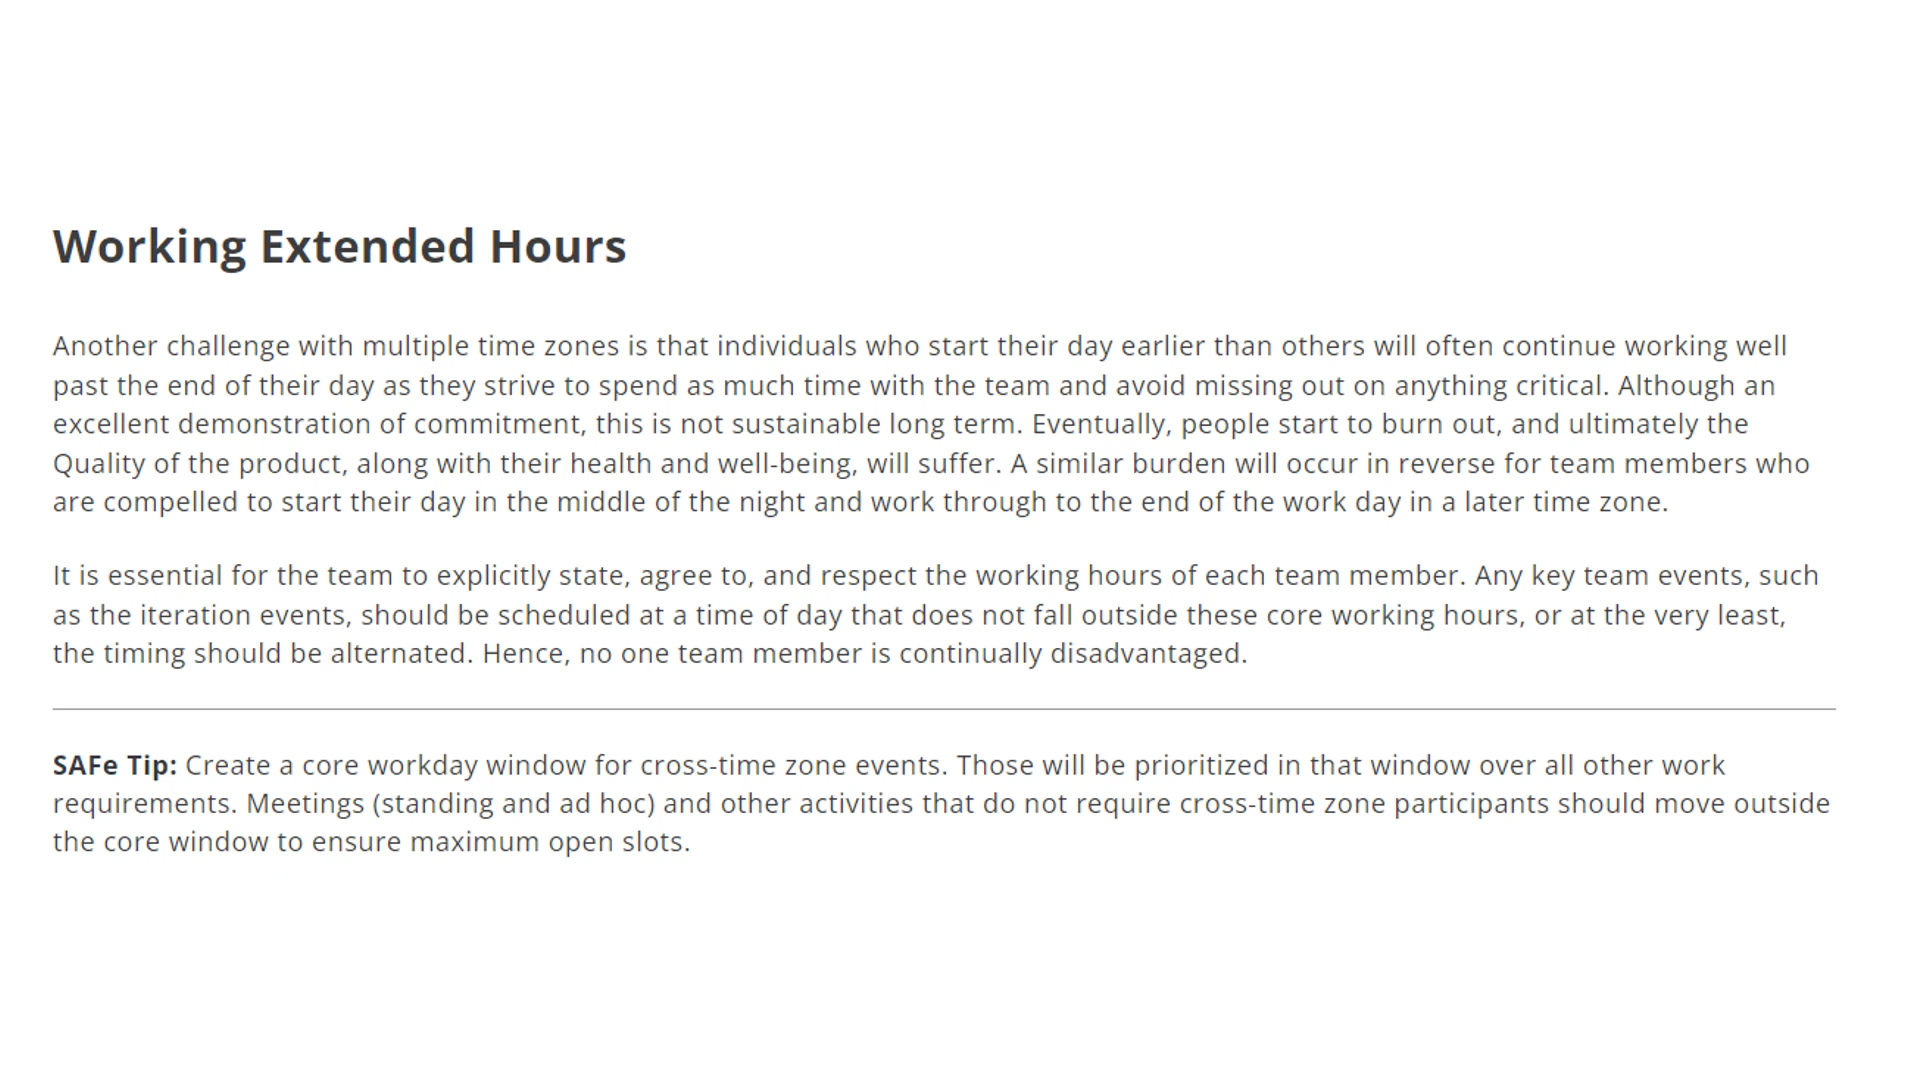 Working Extended Hours
Another challenge with multiple time zones is that individuals who start their day earlier than others will often continue working well
past the end of their day as they strive to spend as much time with the team and avoid missing out on anything critical. Although an
excellent demonstration of commitment, this is not sustainable long term. Eventually, people start to burn out, and ultimately the
Quality of the product, along with their health and well-being, will suffer. A similar burden will occur in reverse for team members who
are compelled to start their day in the middle of the night and work through to the end of the work day in a later time zone.
It is essential for the team to explicitly state, agree to, and respect the working hours of each team member. Any key team events, such
as the iteration events, should be scheduled at a time of day that does not fall outside these core working hours, or at the very least,
the timing should be alternated. Hence, no one team member is continually disadvantaged.
SAFe Tip: Create a core workday window for cross-time zone events. Those will be prioritized in that window over all other work
requirements. Meetings (standing and ad hoc) and other activities that do not require cross-time zone participants should move outside
the core window to ensure maximum open slots.